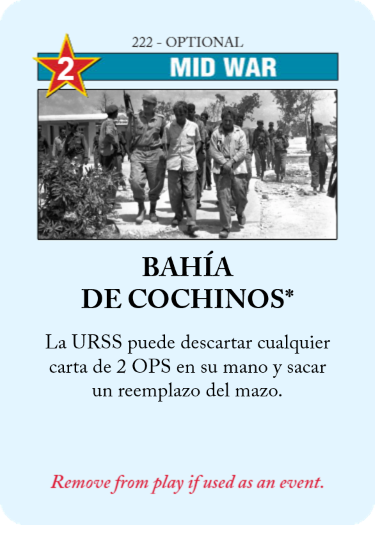 222 - OPTIONAL
2
MID WAR
BAHÍA
DE COCHINOS*
La URSS puede descartar cualquier
carta de 2 OPS en su mano y sacar
un reemplazo del mazo.
Remove from play if used as an event.